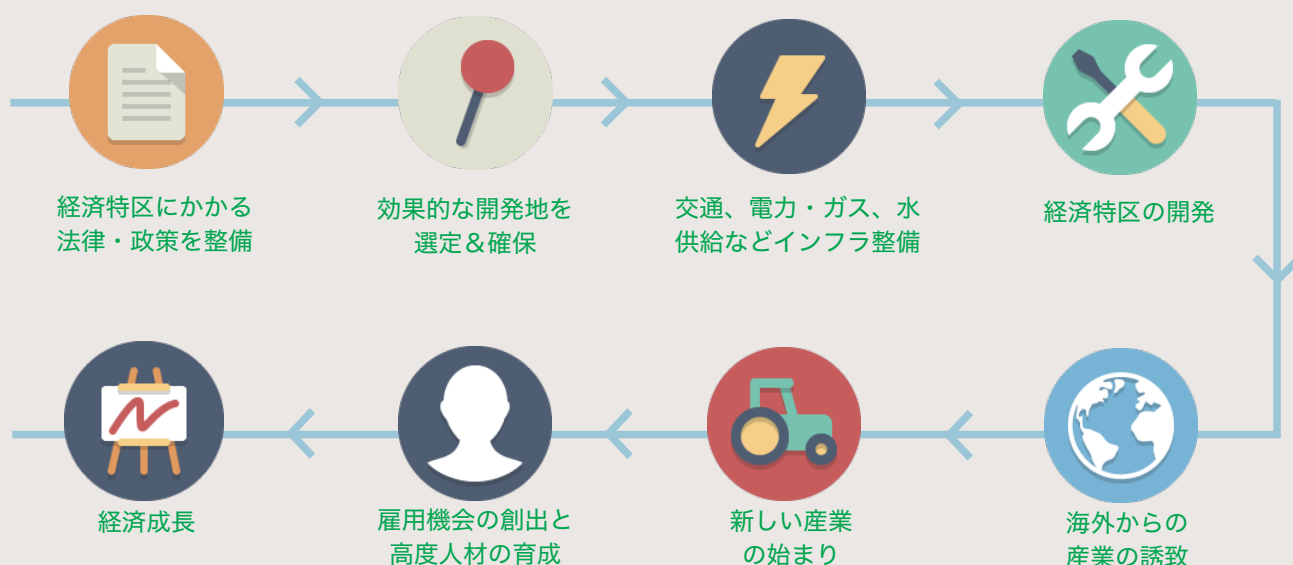 経済特区にかかる
法律・政策を整備
効果的な開発地を
選定＆確保
交通、電力・ガス、水
供給などインフラ整備
経済特区の開発
海外からの
産業の誘致
新しい産業
の始まり
雇用機会の創出と
高度人材の育成
経済成長